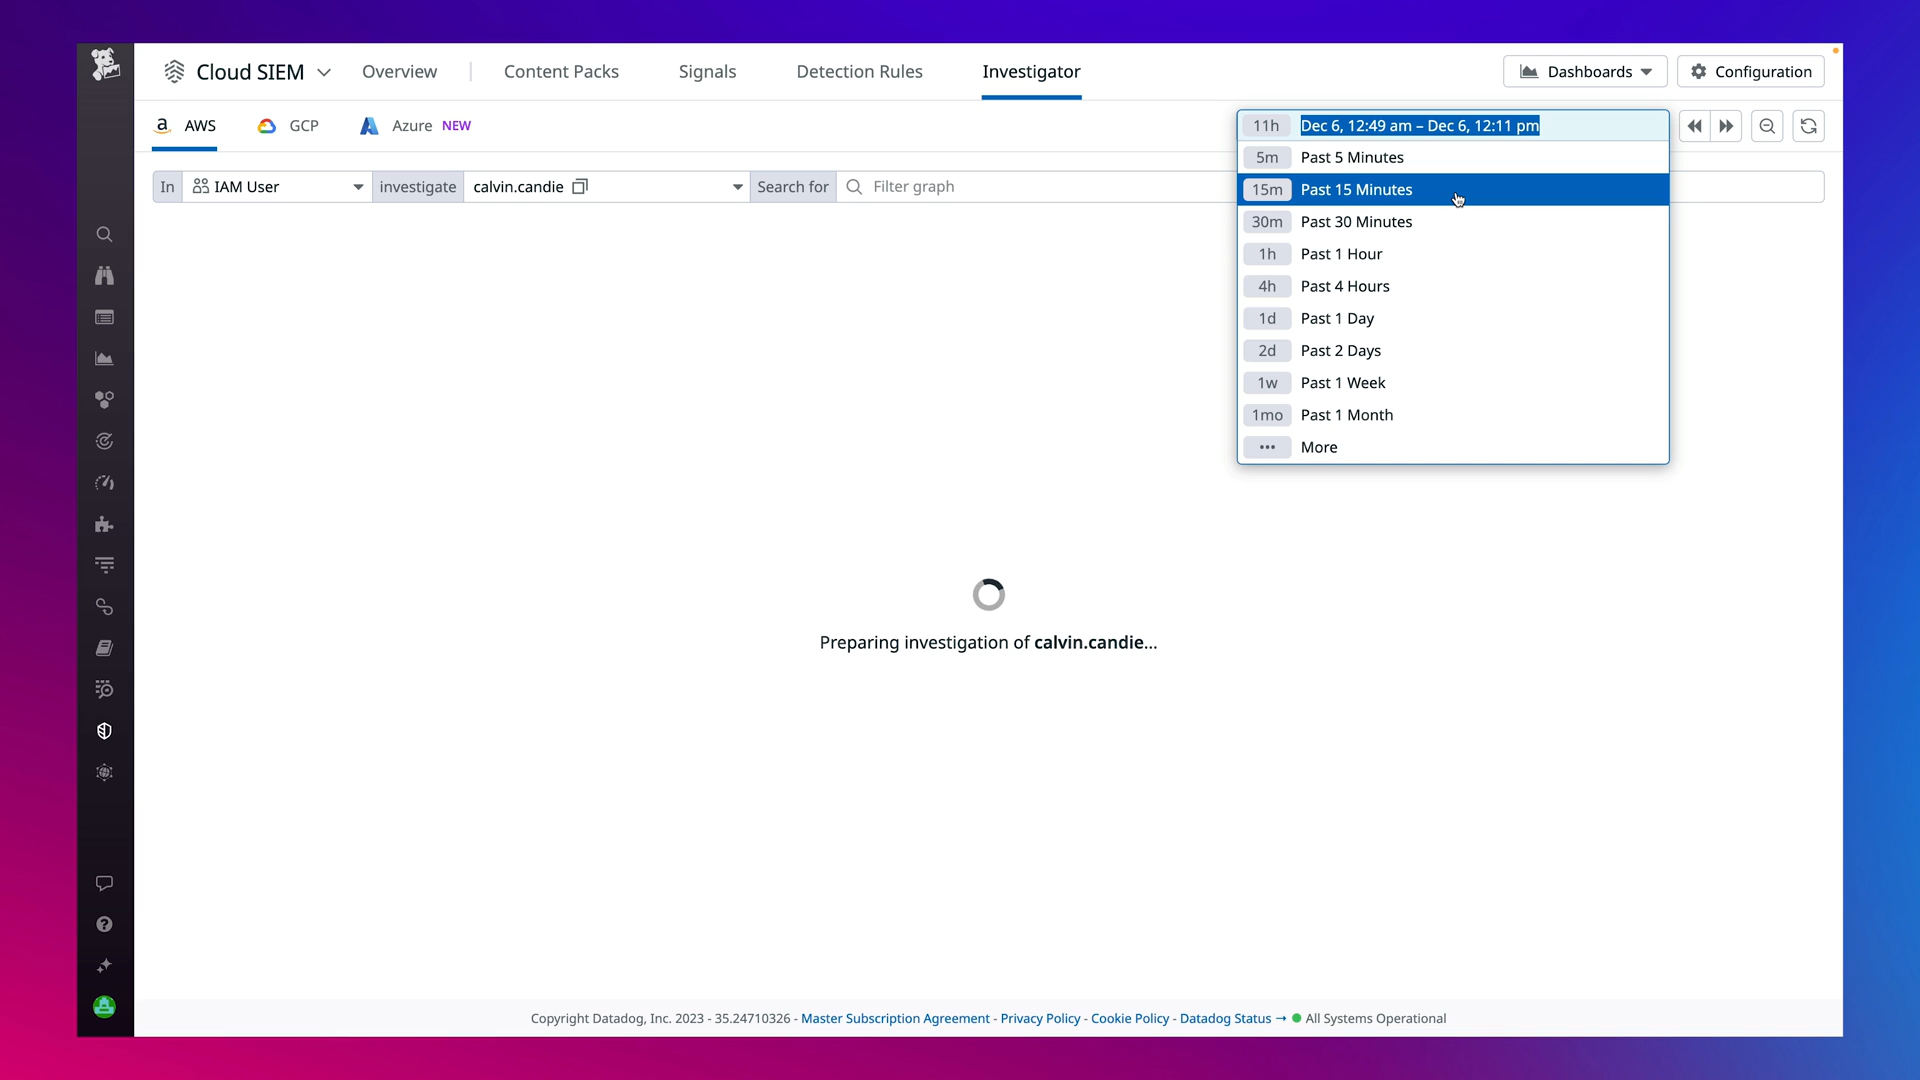 Cloud SIEM Overview Content Packs Signals Detection Rules Investigator Dashboards Configuration
AWS GCP Azure NEW
11h Dec 6, 12:49 am – Dec 6, 12:11 pm
5m Past 5 Minutes
In IAM User investigate calvin.candie Search for Filter graph
15m Past 15 Minutes
30m Past 30 Minutes
1h Past 1 Hour
4h Past 4 Hours
1d Past 1 Day
2d Past 2 Days
1w Past 1 Week
1mo Past 1 Month
••• More
Preparing investigation of calvin.candie...
Copyright Datadog, Inc. 2023 - 35.24710326 - Master Subscription Agreement - Privacy Policy - Cookie Policy - Datadog Status → All Systems Operational